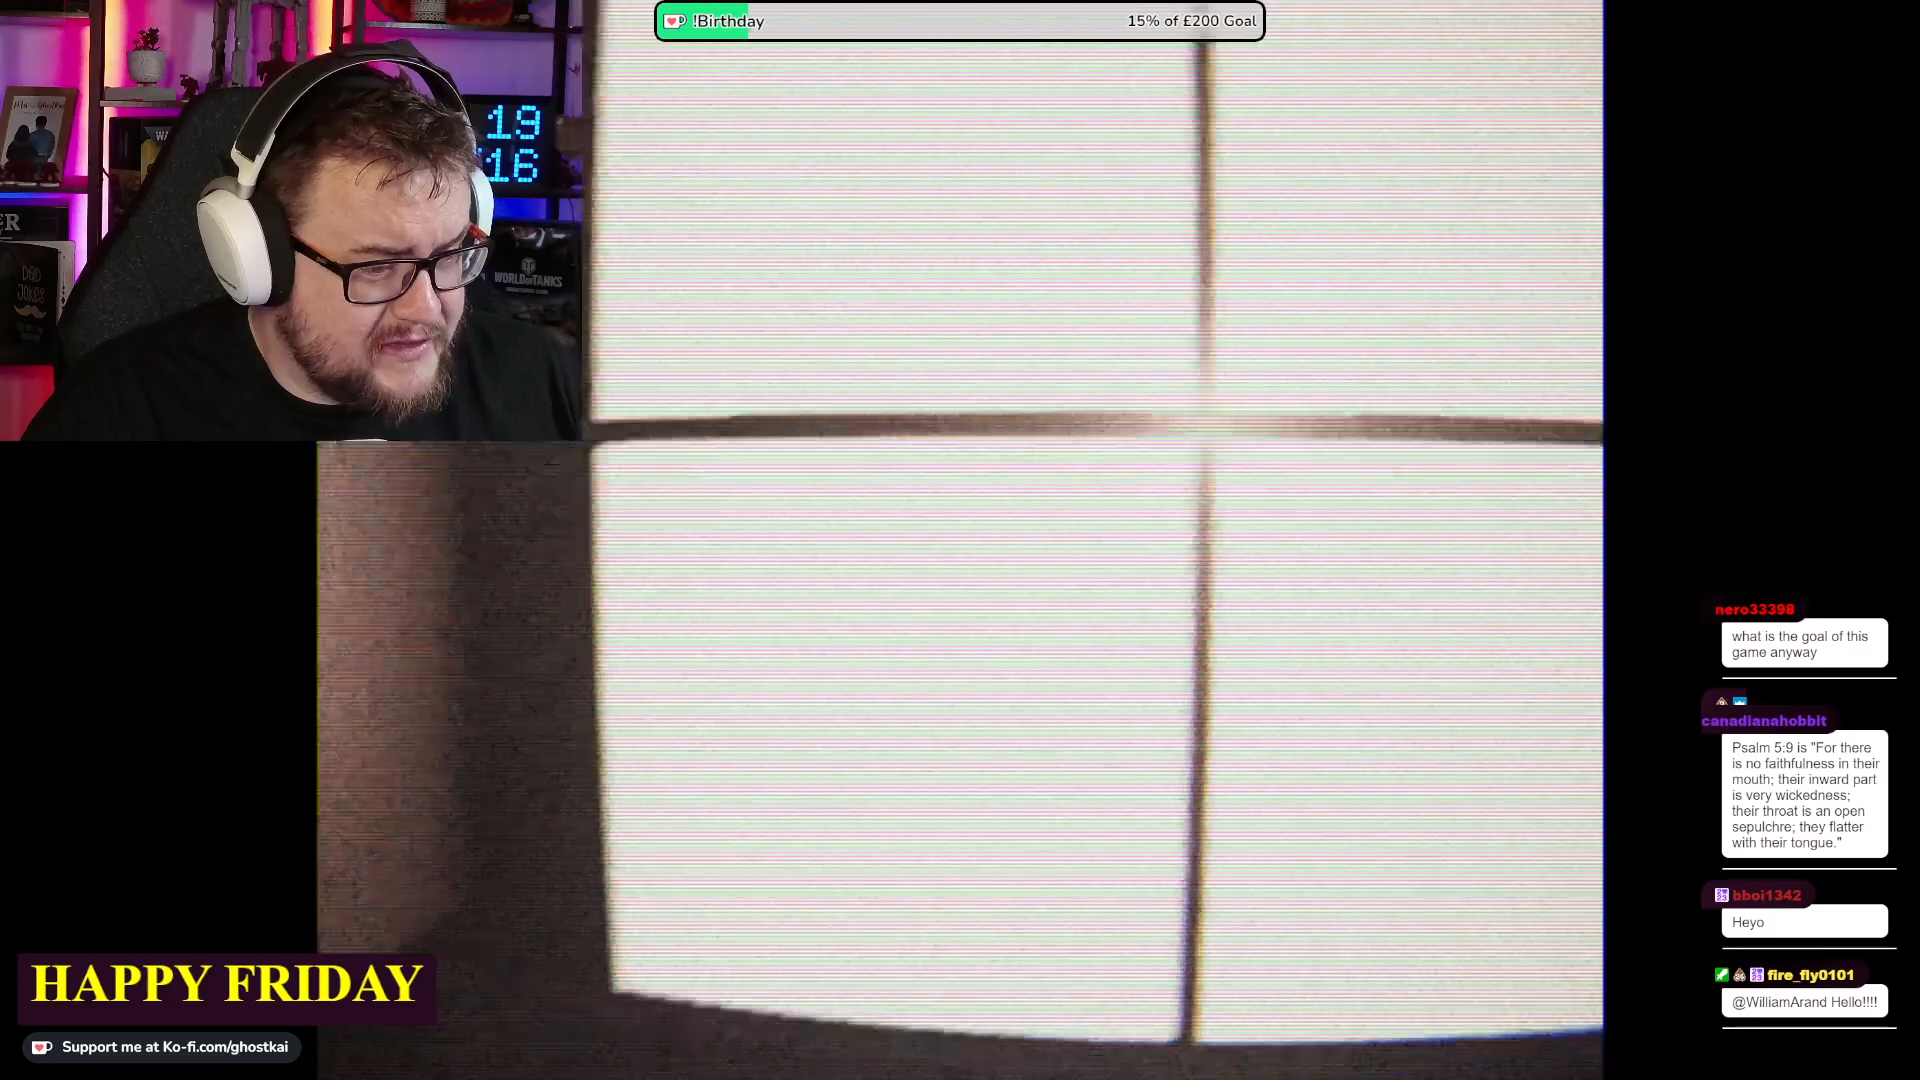 !Birthday
15% of £200 Goal
19
16
ER
DAD
JOKES
WORLD OF TANKS
nero33398
what is the goal of this
game anyway
canadianahobbit
Psalm 5:9 is "For there
is no faithfulness in their
mouth; their inward part
is very wickedness;
their throat is an open
sepulchre; they flatter
with their tongue."
bboi1342
Heyo
fire_fly0101
@WilliamArand Hello!!!!
HAPPY FRIDAY
Support me at Ko-fi.com/ghostkai